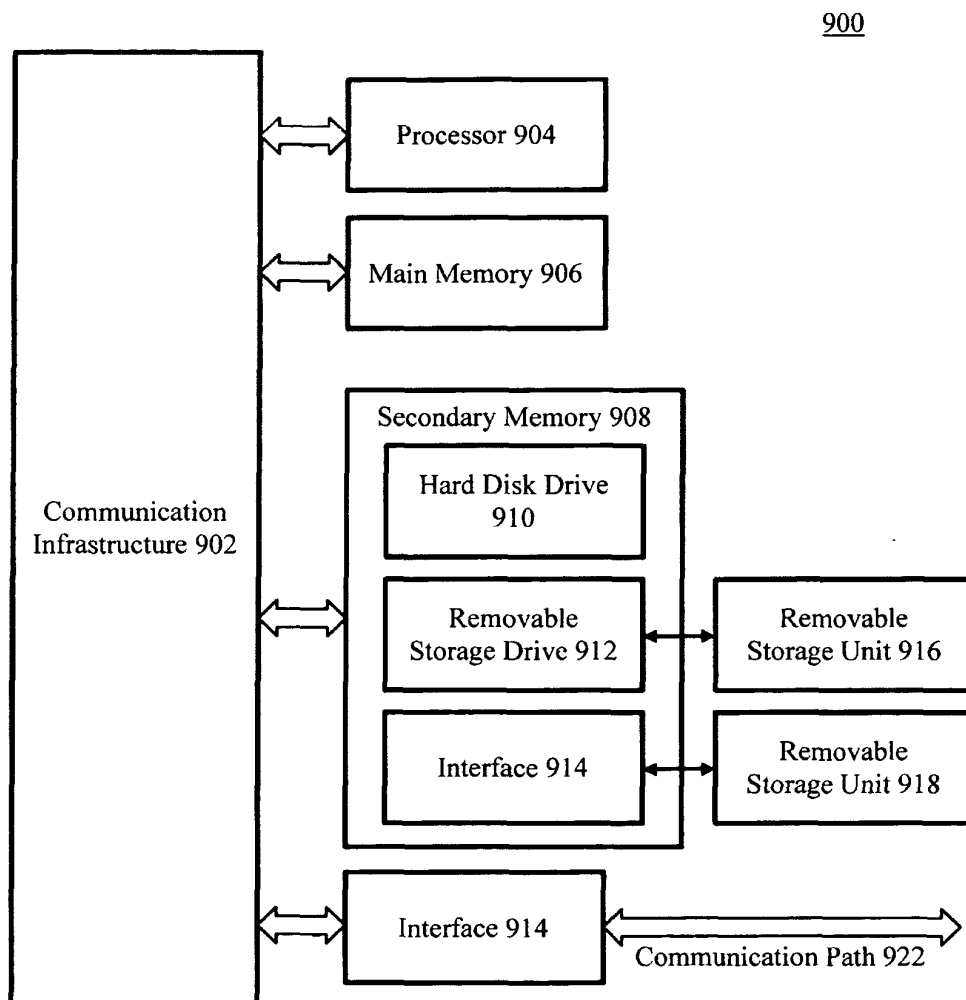 900
Processor 904
Main Memory 906
Secondary Memory 908
Hard Disk Drive
910
Communication
Infrastructure 902
Removable
Storage Drive 912
Removable
Storage Unit 916
Interface 914
Removable
Storage Unit 918
Interface 914
Communication Path 922